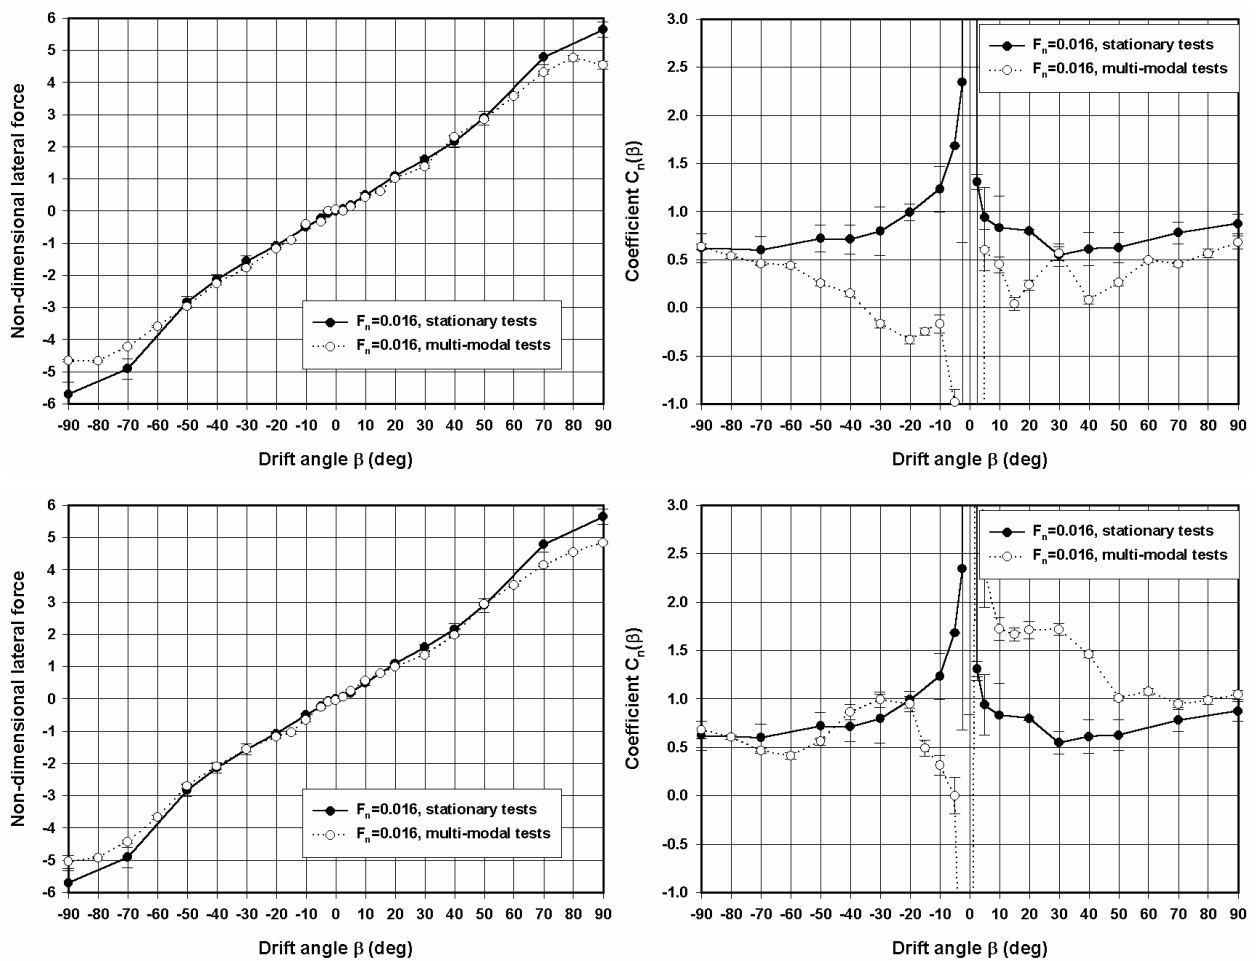 Non-dimensional lateral force
6
5
4
3
2
1
0
-1
-2
-3
-4
-5
-6
Fn=0.016, stationary tests
Fn=0.016, multi-modal tests
-90 -80 -70 -60 -50 -40 -30 -20 -10 0 10 20 30 40 50 60 70 80 90
Drift angle β (deg)
Coefficient Cn(β)
3.0
2.5
2.0
1.5
1.0
0.5
0.0
-0.5
-1.0
Fn=0.016, stationary tests
Fn=0.016, multi-modal tests
-90 -80 -70 -60 -50 -40 -30 -20 -10 0 10 20 30 40 50 60 70 80 90
Drift angle β (deg)
Non-dimensional lateral force
6
5
4
3
2
1
0
-1
-2
-3
-4
-5
-6
Fn=0.016, stationary tests
Fn=0.016, multi-modal tests
-90 -80 -70 -60 -50 -40 -30 -20 -10 0 10 20 30 40 50 60 70 80 90
Drift angle β (deg)
Coefficient Cn(β)
3.0
2.5
2.0
1.5
1.0
0.5
0.0
-0.5
-1.0
Fn=0.016, stationary tests
Fn=0.016, multi-modal tests
-90 -80 -70 -60 -50 -40 -30 -20 -10 0 10 20 30 40 50 60 70 80 90
Drift angle β (deg)